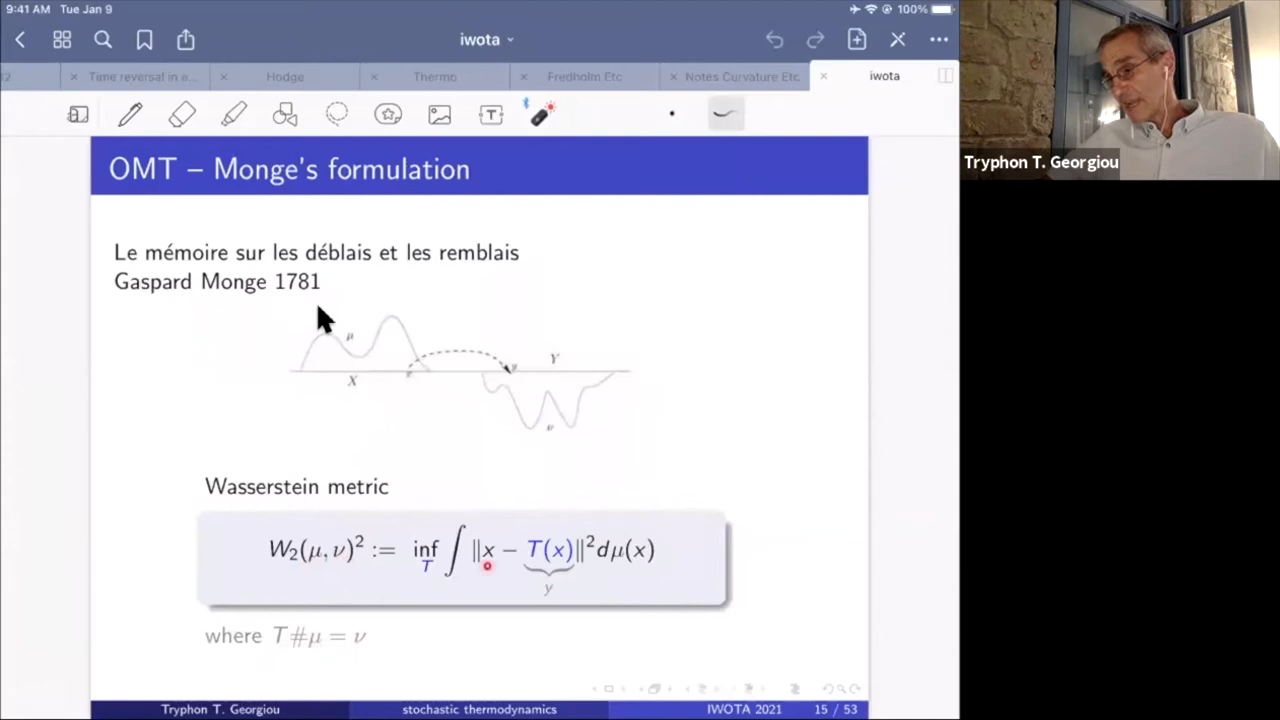 9:41 AM Tue Jan 9
100%
iwota
Time reversal in e...
Hodge
Thermo
Fredholm Etc
Notes Curvature Etc
iwota
T
OMT – Monge's formulation
Le mémoire sur les déblais et les remblais
Gaspard Monge 1781
μ
X
Y
ν
Wasserstein metric
W₂(μ, ν)² := inf_T ∫ ‖x − T(x)‖² dμ(x)
y
where T#μ = ν
Tryphon T. Georgiou
stochastic thermodynamics
IWOTA 2021
15 / 53
Tryphon T. Georgiou